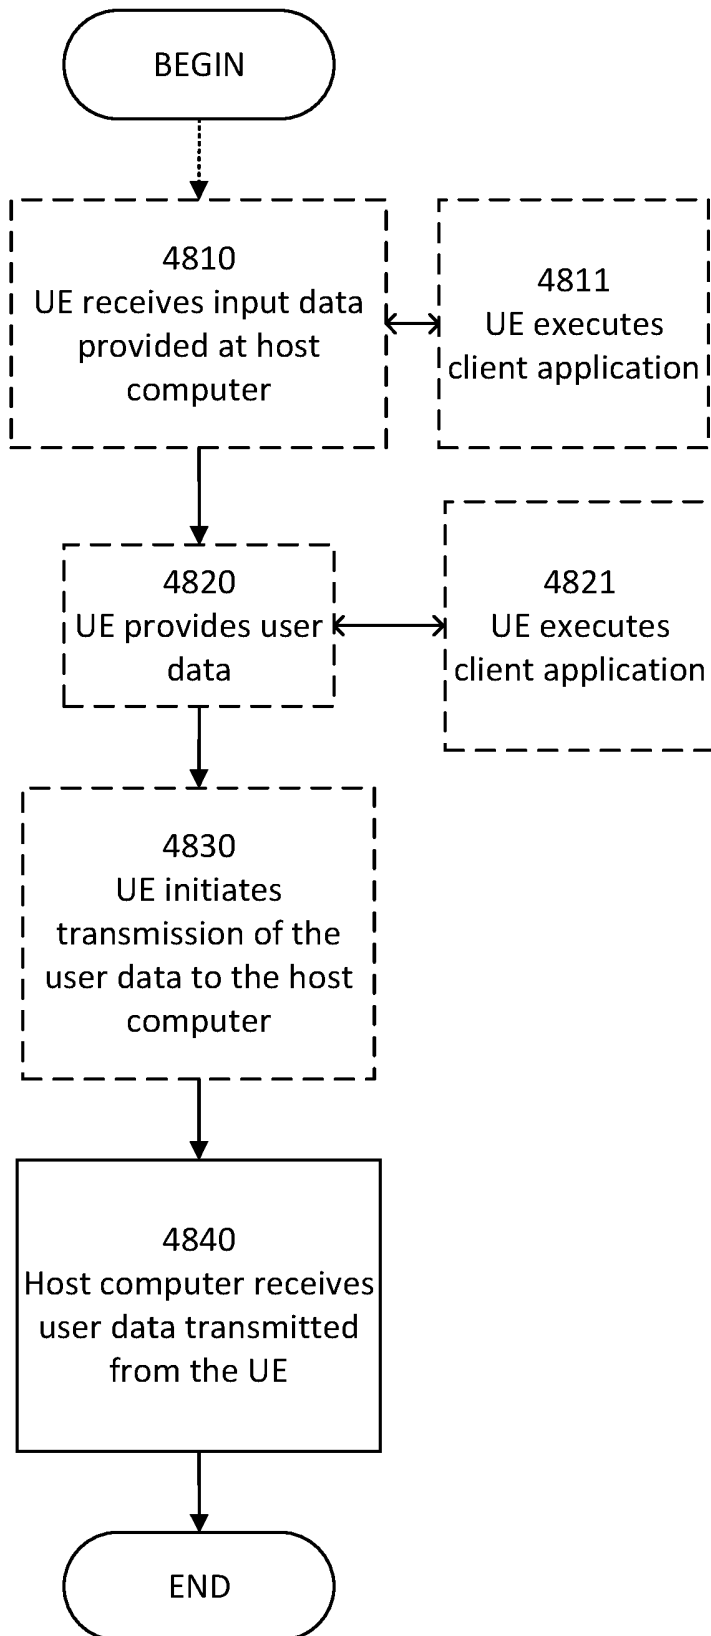 BEGIN
4810
UE receives input data
provided at host
computer
4811
UE executes
client application
4820
UE provides user
data
4821
UE executes
client application
4830
UE initiates
transmission of the
user data to the host
computer
4840
Host computer receives
user data transmitted
from the UE
END